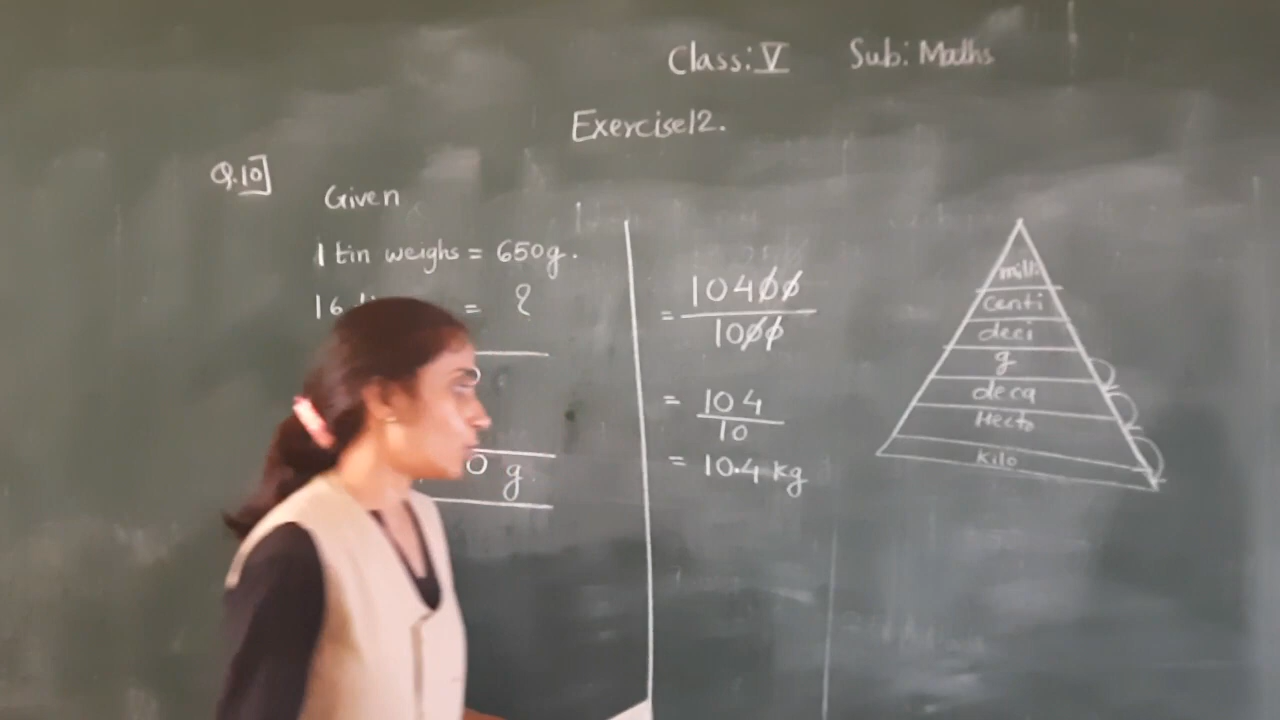 Class: V Sub: Maths
Exercise 12.
Q.10]
Given
1 tin weighs = 650g.
16 = ?
0 g
= 10400
1000
= 104
10
= 10.4 kg
milli
centi
deci
g
deca
Hecto
kilo